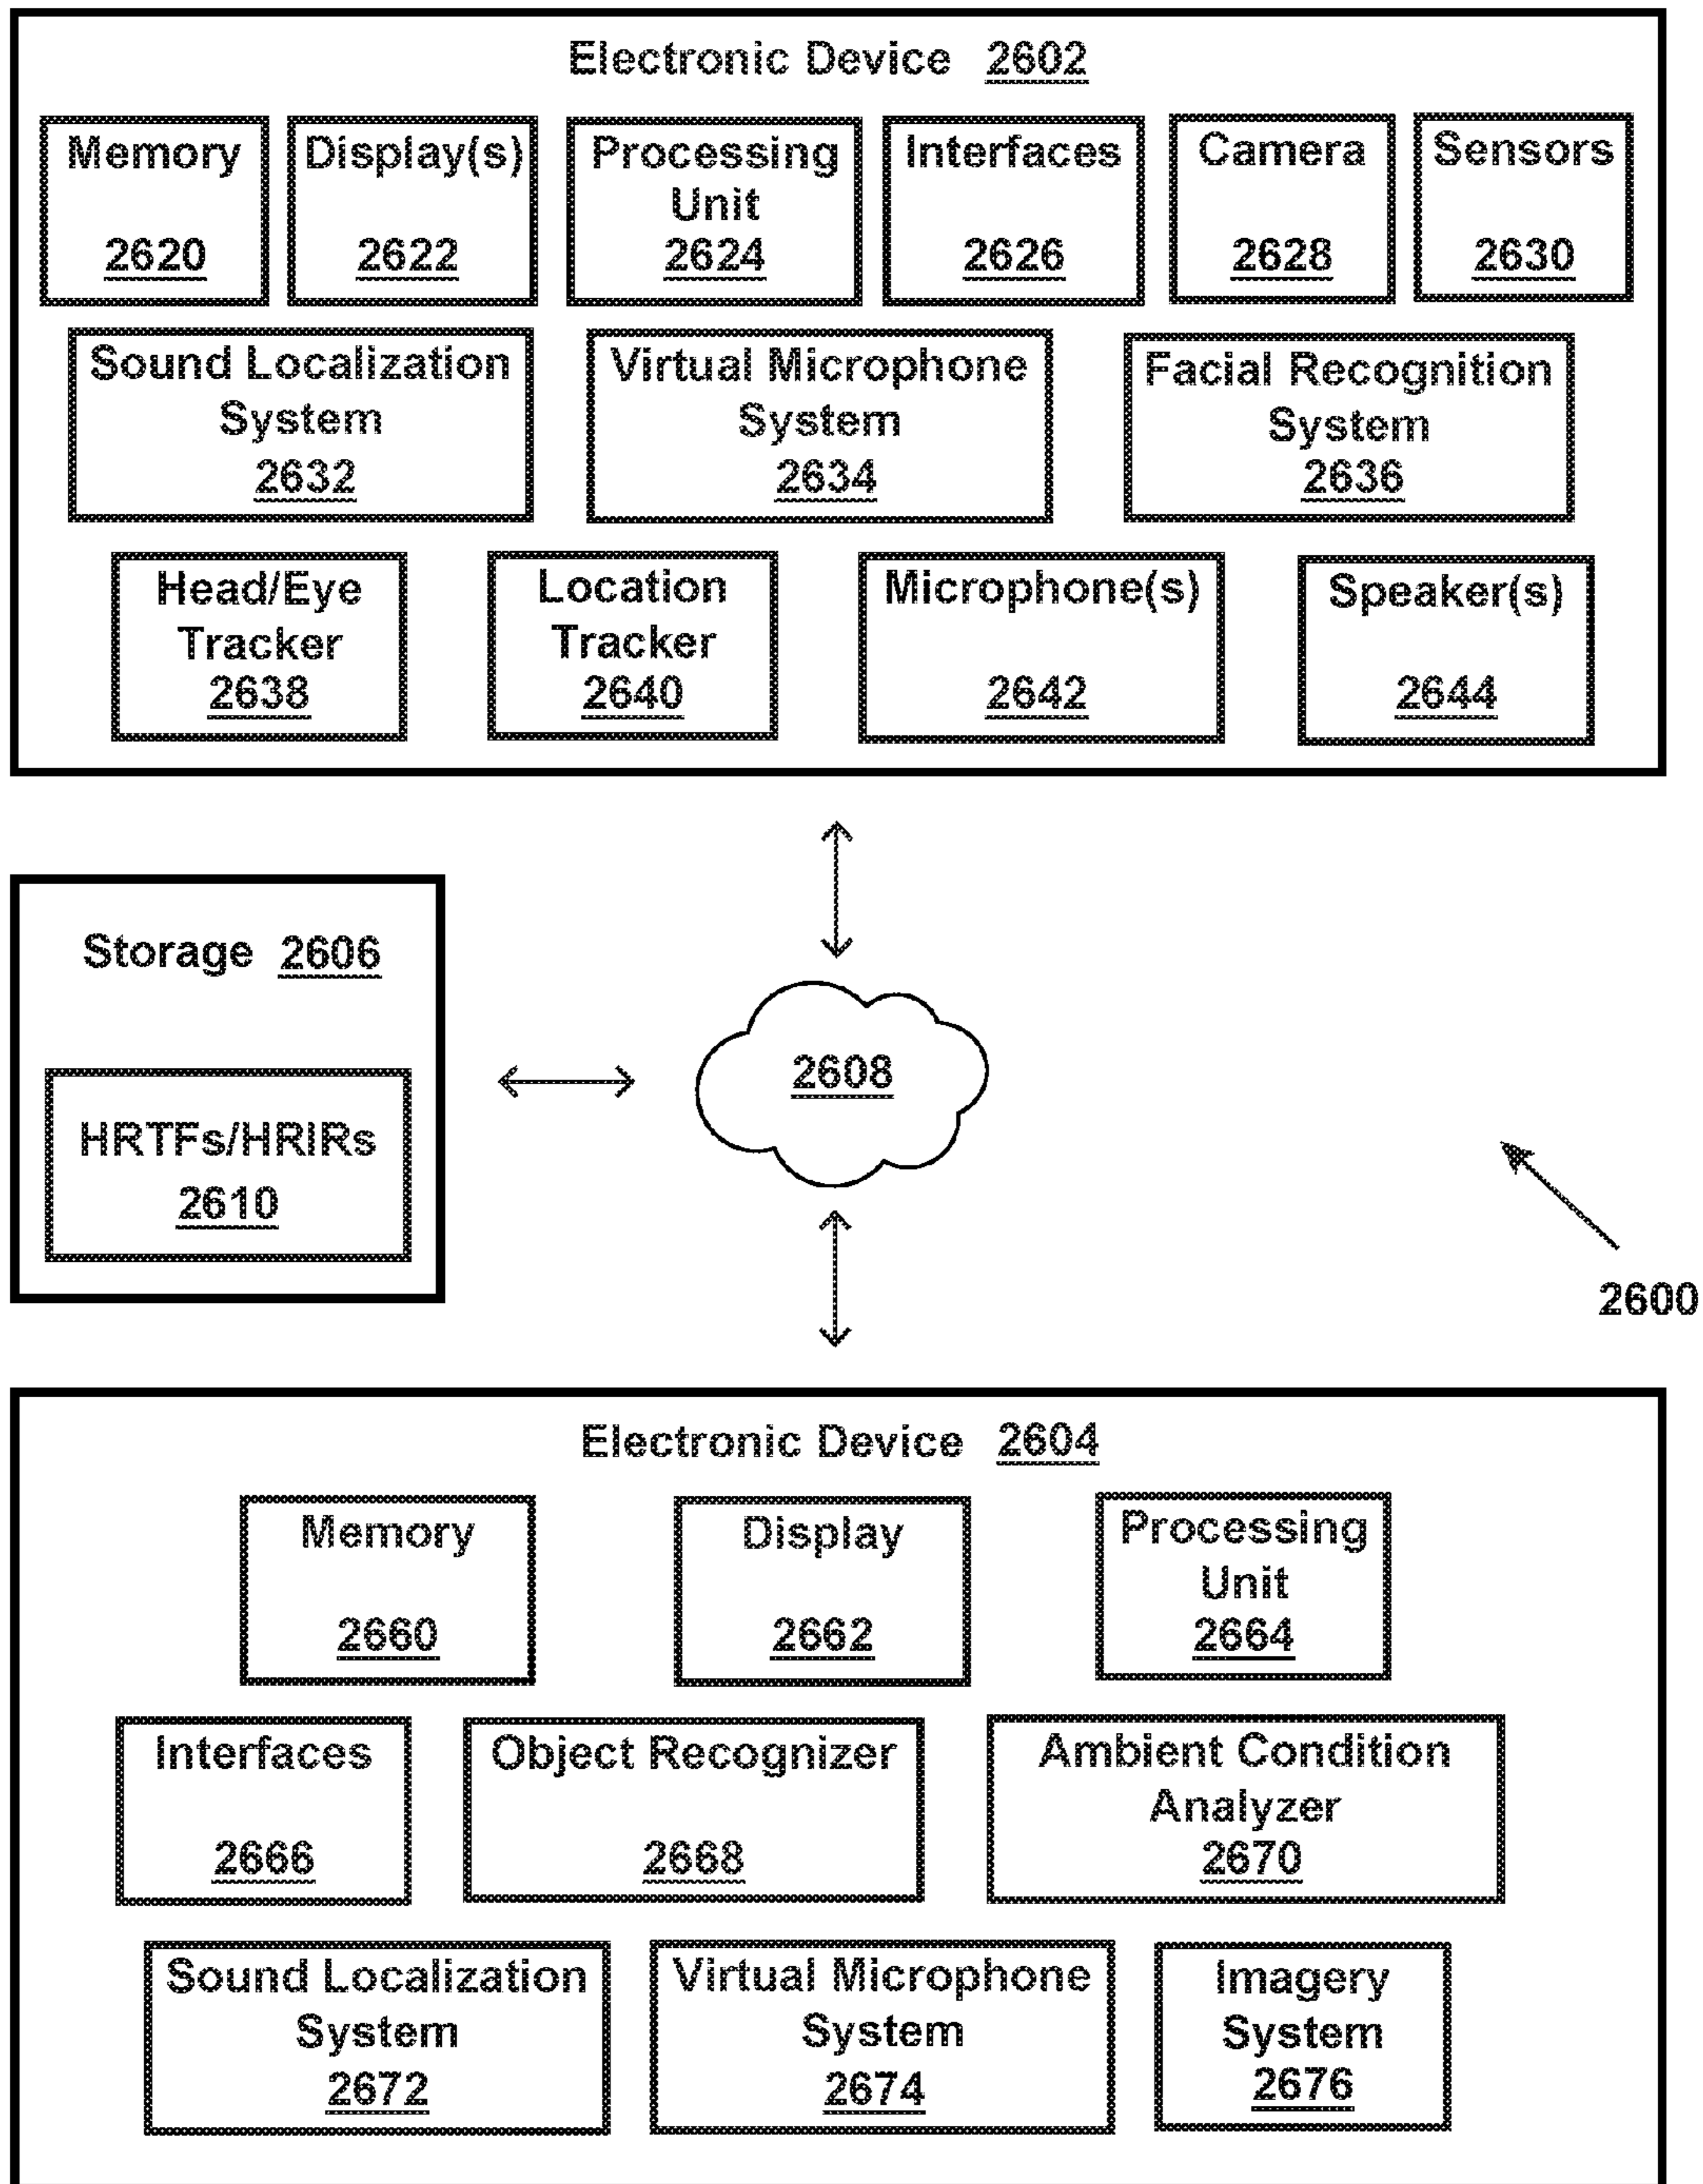 Electronic Device 2602
Memory
2620
Display(s)
2622
Processing
Unit
2624
Interfaces
2626
Camera
2628
Sensors
2630
Sound Localization
System
2632
Virtual Microphone
System
2634
Facial Recognition
System
2636
Head/Eye
Tracker
2638
Location
Tracker
2640
Microphone(s)
2642
Speaker(s)
2644
Storage 2606
HRTFs/HRIRs
2610
2608
2600
Electronic Device 2604
Memory
2660
Display
2662
Processing
Unit
2664
Interfaces
2666
Object Recognizer
2668
Ambient Condition
Analyzer
2670
Sound Localization
System
2672
Virtual Microphone
System
2674
Imagery
System
2676